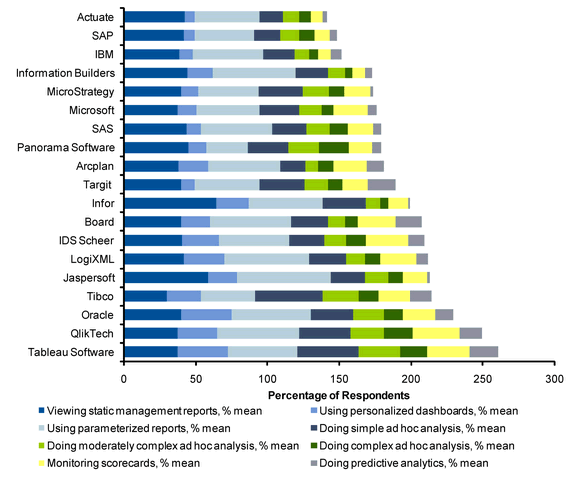 Actuate
SAP
IBM
Information Builders
MicroStrategy
Microsoft
SAS
Panorama Software
Arcplan
Targit
Infor
Board
IDS Scheer
LogiXML
Jaspersoft
Tibco
Oracle
QlikTech
Tableau Software
0 50 100 150 200 250 300
Percentage of Respondents
Viewing static management reports, % mean Using personalized dashboards, % mean
Using parameterized reports, % mean Doing simple ad hoc analysis, % mean
Doing moderately complex ad hoc analysis, % mean Doing complex ad hoc analysis, % mean
Monitoring scorecards, % mean Doing predictive analytics, % mean